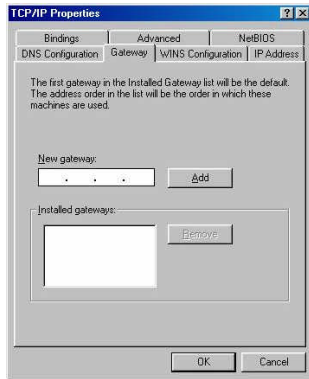 TCP/IP Properties
Bindings Advanced NetBIOS
DNS Configuration Gateway WINS Configuration IP Address
The first gateway in the Installed Gateway list will be the default.
The address order in the list will be the order in which these
machines are used.
New gateway:
. . . Add
Installed gateways:
Remove
OK Cancel